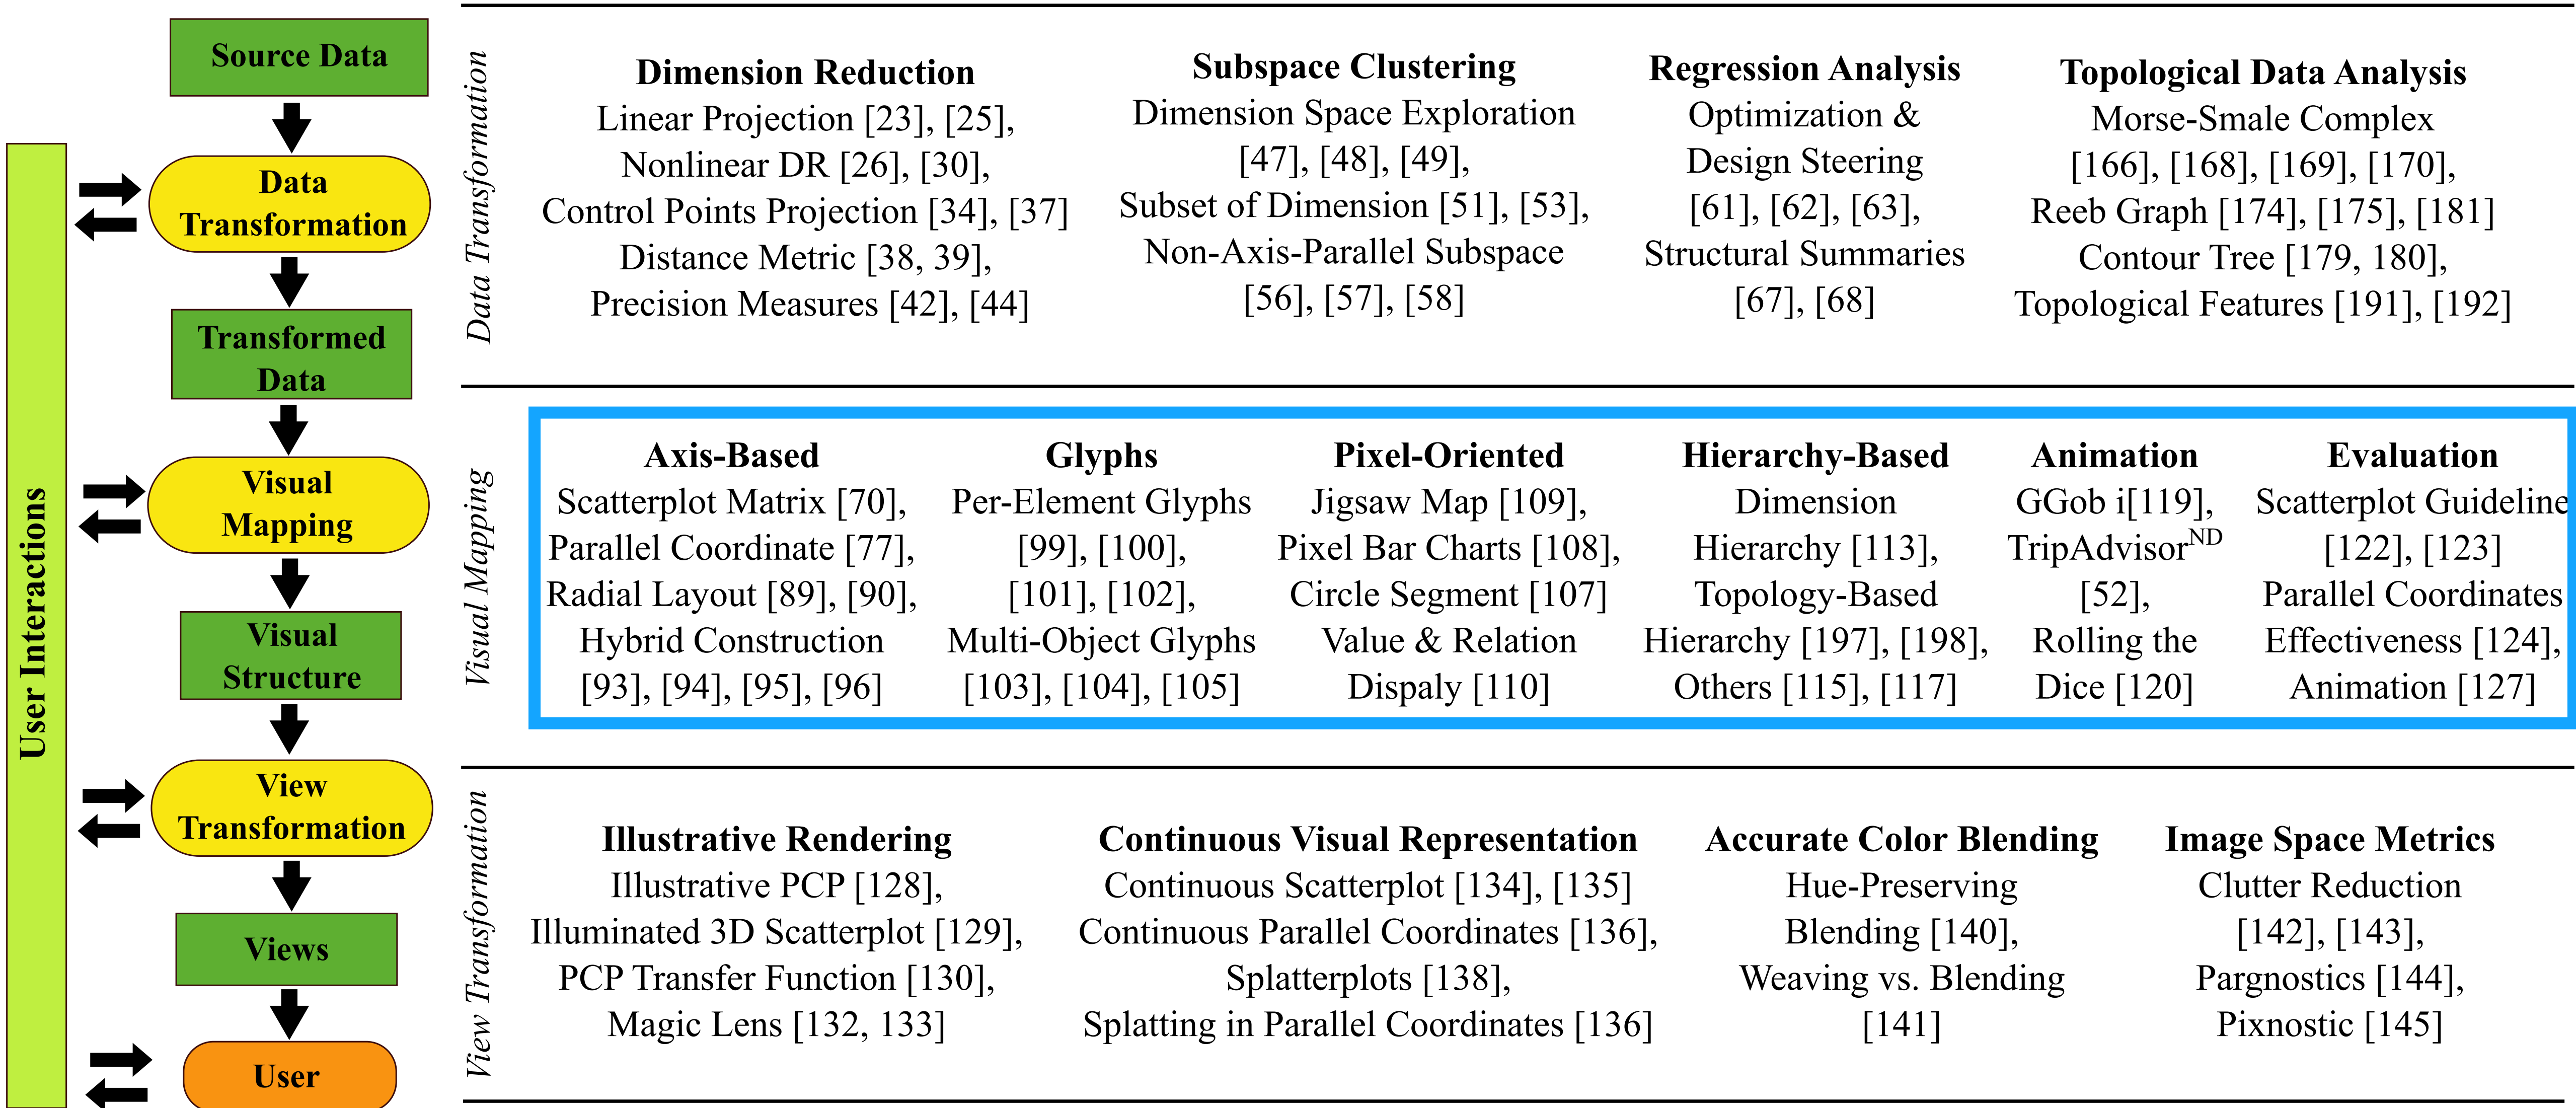 Source Data
Data
Transformation
Transformed
Data
Visual
Mapping
Visual
Structure
View
Transformation
Views
User
User Interactions
Data Transformation
Dimension Reduction
Linear Projection [23], [25],
Nonlinear DR [26], [30],
Control Points Projection [34], [37]
Distance Metric [38, 39],
Precision Measures [42], [44]
Subspace Clustering
Dimension Space Exploration
[47], [48], [49],
Subset of Dimension [51], [53],
Non-Axis-Parallel Subspace
[56], [57], [58]
Regression Analysis
Optimization &
Design Steering
[61], [62], [63],
Structural Summaries
[67], [68]
Topological Data Analysis
Morse-Smale Complex
[166], [168], [169], [170],
Reeb Graph [174], [175], [181]
Contour Tree [179, 180],
Topological Features [191], [192]
Visual Mapping
Axis-Based
Scatterplot Matrix [70],
Parallel Coordinate [77],
Radial Layout [89], [90],
Hybrid Construction
[93], [94], [95], [96]
Glyphs
Per-Element Glyphs
[99], [100],
[101], [102],
Multi-Object Glyphs
[103], [104], [105]
Pixel-Oriented
Jigsaw Map [109],
Pixel Bar Charts [108],
Circle Segment [107]
Value & Relation
Dispaly [110]
Hierarchy-Based
Dimension
Hierarchy [113],
Topology-Based
Hierarchy [197], [198],
Others [115], [117]
Animation
GGob i[119],
TripAdvisorND
[52],
Rolling the
Dice [120]
Evaluation
Scatterplot Guideline
[122], [123]
Parallel Coordinates
Effectiveness [124],
Animation [127]
View Transformation
Illustrative Rendering
Illustrative PCP [128],
Illuminated 3D Scatterplot [129],
PCP Transfer Function [130],
Magic Lens [132, 133]
Continuous Visual Representation
Continuous Scatterplot [134], [135]
Continuous Parallel Coordinates [136],
Splatterplots [138],
Splatting in Parallel Coordinates [136]
Accurate Color Blending
Hue-Preserving
Blending [140],
Weaving vs. Blending
[141]
Image Space Metrics
Clutter Reduction
[142], [143],
Pargnostics [144],
Pixnostic [145]